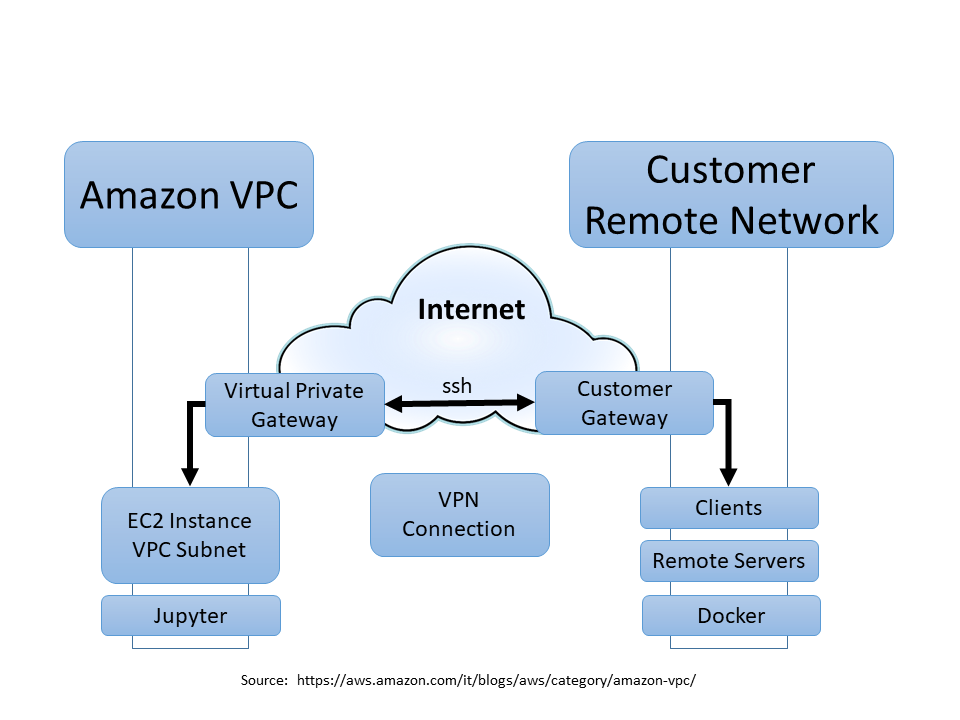 Amazon VPC
Customer
Remote Network
Internet
Virtual Private
Gateway
ssh
Customer
Gateway
EC2 Instance
VPC Subnet
VPN
Connection
Clients
Remote Servers
Jupyter
Docker
Source:  https://aws.amazon.com/it/blogs/aws/category/amazon-vpc/